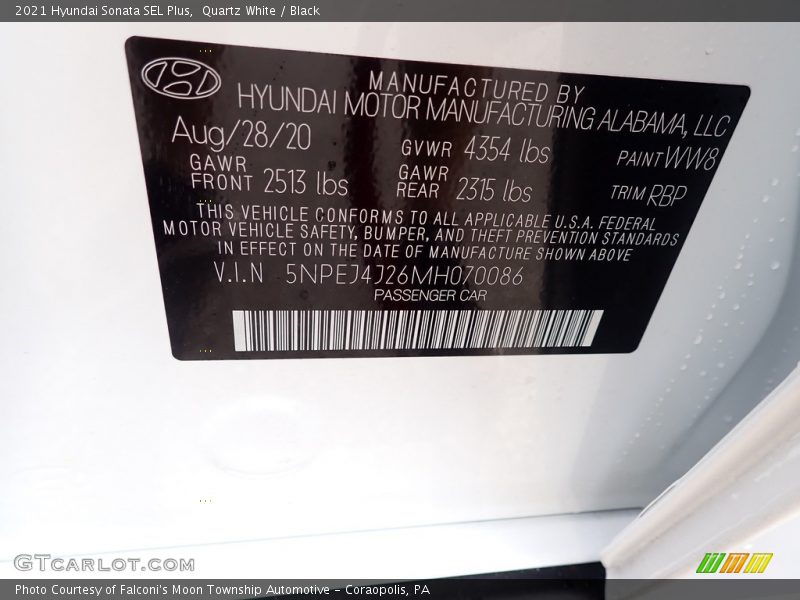 2021 Hyundai Sonata SEL Plus,  Quartz White / Black
MANUFACTURED BY
HYUNDAI MOTOR MANUFACTURING ALABAMA, LLC
Aug/28/20 GVWR 4354 lbs PAINT WW8
GAWR FRONT 2513 lbs GAWR REAR 2315 lbs TRIM RBP
THIS VEHICLE CONFORMS TO ALL APPLICABLE U.S.A. FEDERAL
MOTOR VEHICLE SAFETY, BUMPER, AND THEFT PREVENTION STANDARDS
IN EFFECT ON THE DATE OF MANUFACTURE SHOWN ABOVE
V.I.N 5NPEJ4J26MH070086
PASSENGER CAR
GTCARLOT.COM
Photo Courtesy of Falconi's Moon Township Automotive – Coraopolis, PA